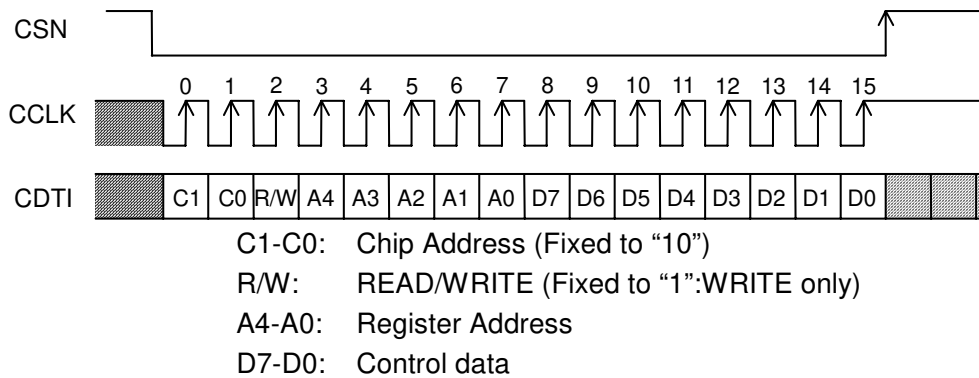 CSN
0 1 2 3 4 5 6 7 8 9 10 11 12 13 14 15
CCLK
CDTI C1 C0 R/W A4 A3 A2 A1 A0 D7 D6 D5 D4 D3 D2 D1 D0
C1-C0: Chip Address (Fixed to “10”)
R/W: READ/WRITE (Fixed to “1”:WRITE only)
A4-A0: Register Address
D7-D0: Control data